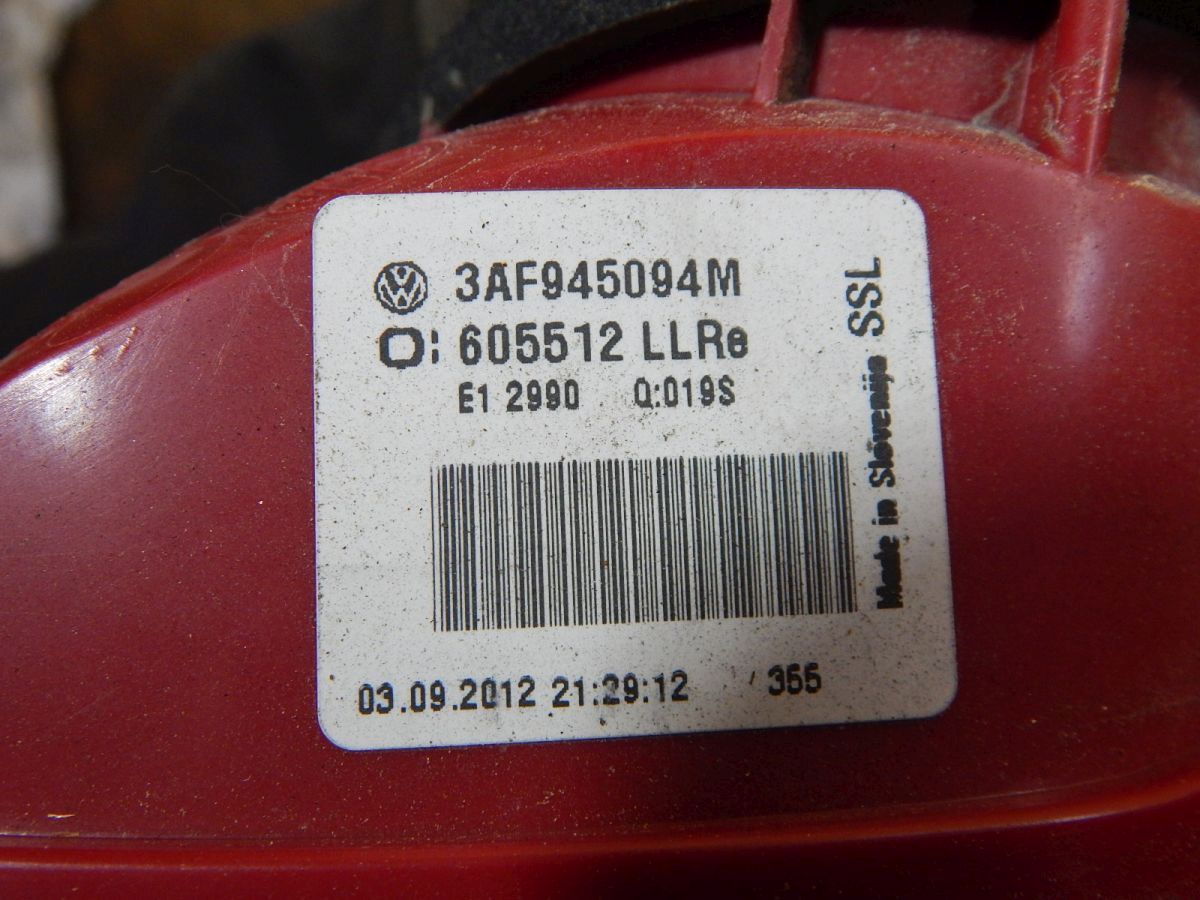 3AF945094M
O: 605512 LLRe
E1 2990 Q:019S
03.09.2012 21:29:12 / 355
Made in Slovenija SSL